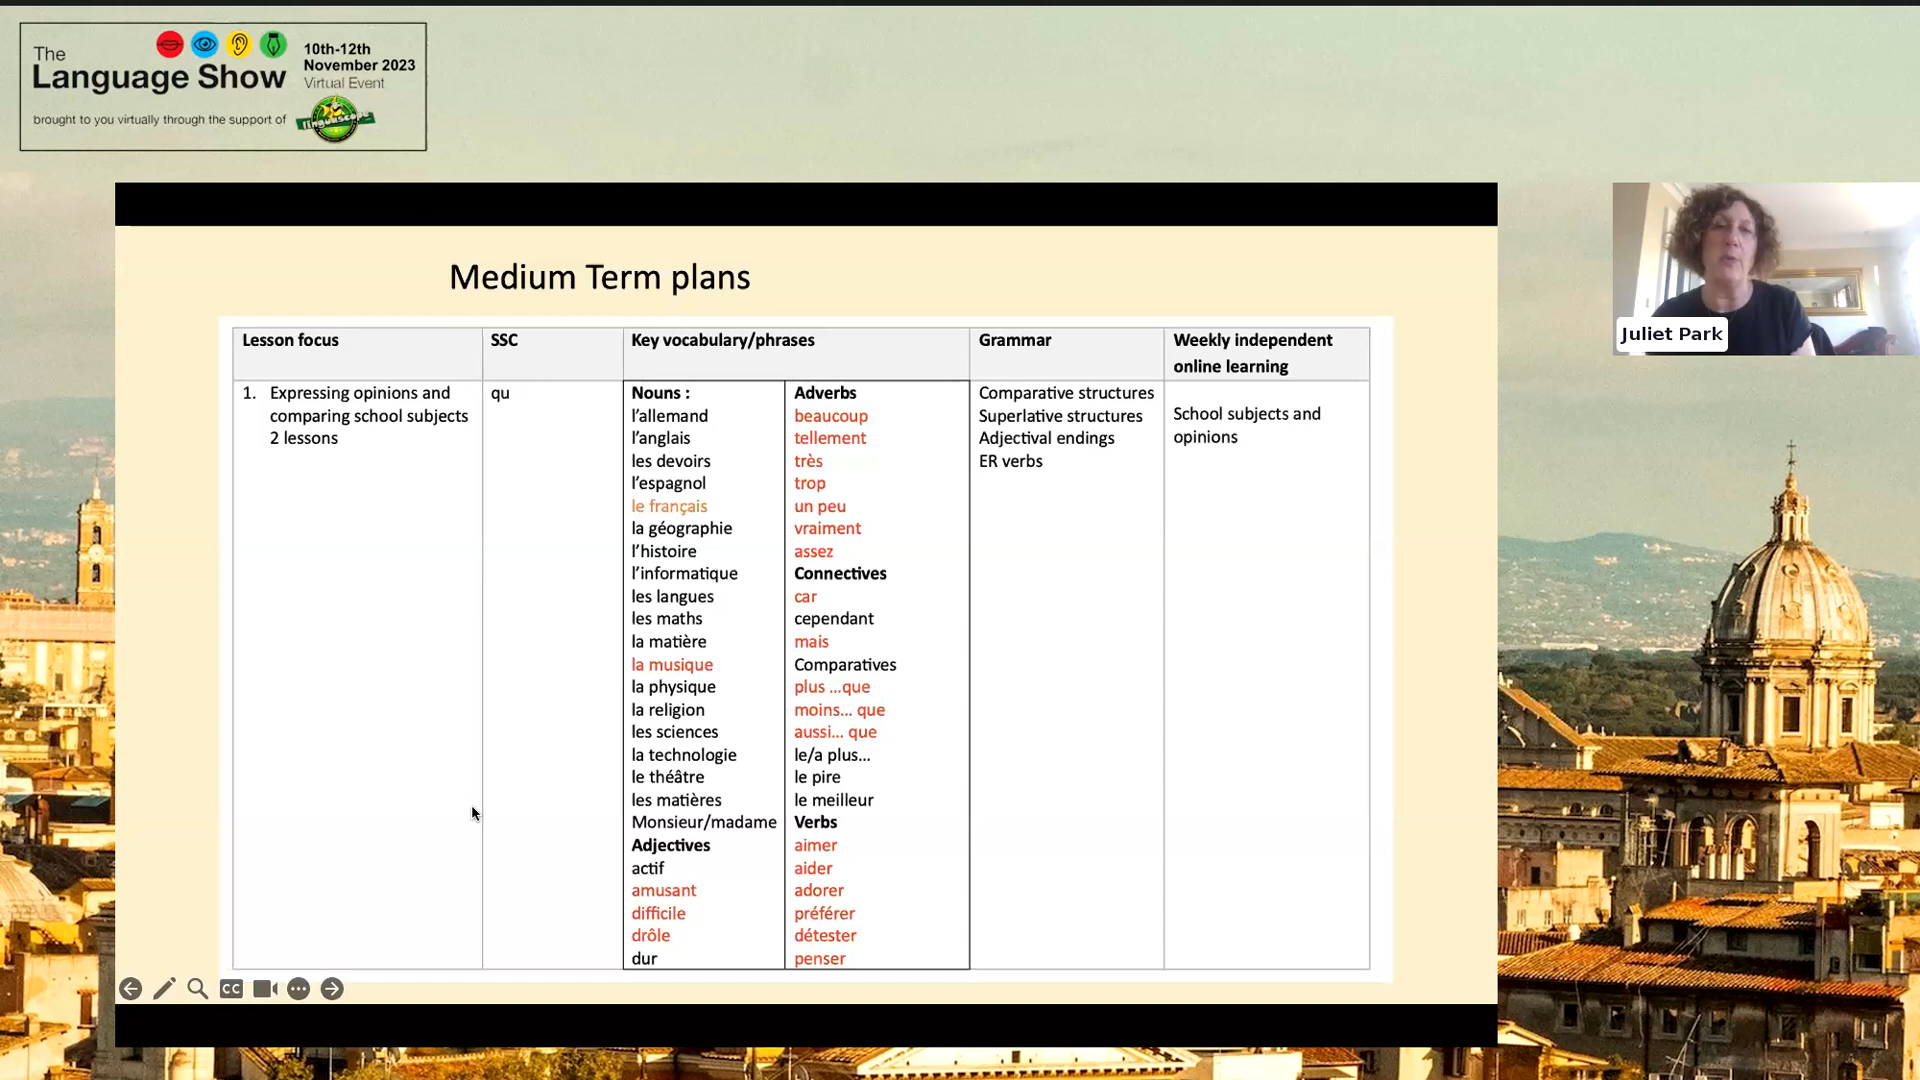 The
Language Show
10th-12th
November 2023
Virtual Event
brought to you virtually through the support of
linguascope
Juliet Park
Medium Term plans
Lesson focus
SSC
Key vocabulary/phrases
Grammar
Weekly independent
online learning
1. Expressing opinions and
comparing school subjects
2 lessons
qu
Nouns :
l'allemand
l'anglais
les devoirs
l'espagnol
le français
la géographie
l'histoire
l'informatique
les langues
les maths
la matière
la musique
la physique
la religion
les sciences
la technologie
le théâtre
les matières
Monsieur/madame
Adjectives
actif
amusant
difficile
drôle
dur
Adverbs
beaucoup
tellement
très
trop
un peu
vraiment
assez
Connectives
car
cependant
mais
Comparatives
plus ...que
moins... que
aussi... que
le/a plus...
le pire
le meilleur
Verbs
aimer
aider
adorer
préférer
détester
penser
Comparative structures
Superlative structures
Adjectival endings
ER verbs
School subjects and
opinions
CC